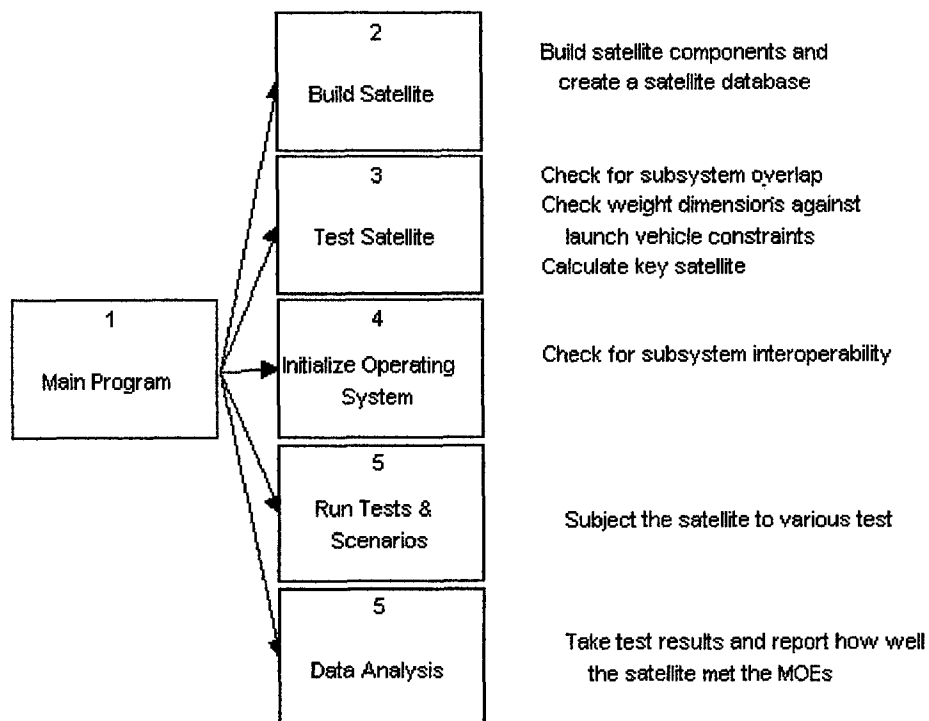 2
Build Satellite
Build satellite components and
create a satellite database
3
Test Satellite
Check for subsystem overlap
Check weight dimensions against
launch vehicle constraints
Calculate key satellite
1
Main Program
4
Initialize Operating
System
Check for subsystem interoperability
5
Run Tests &
Scenarios
Subject the satellite to various test
5
Data Analysis
Take test results and report how well
the satellite met the MOEs